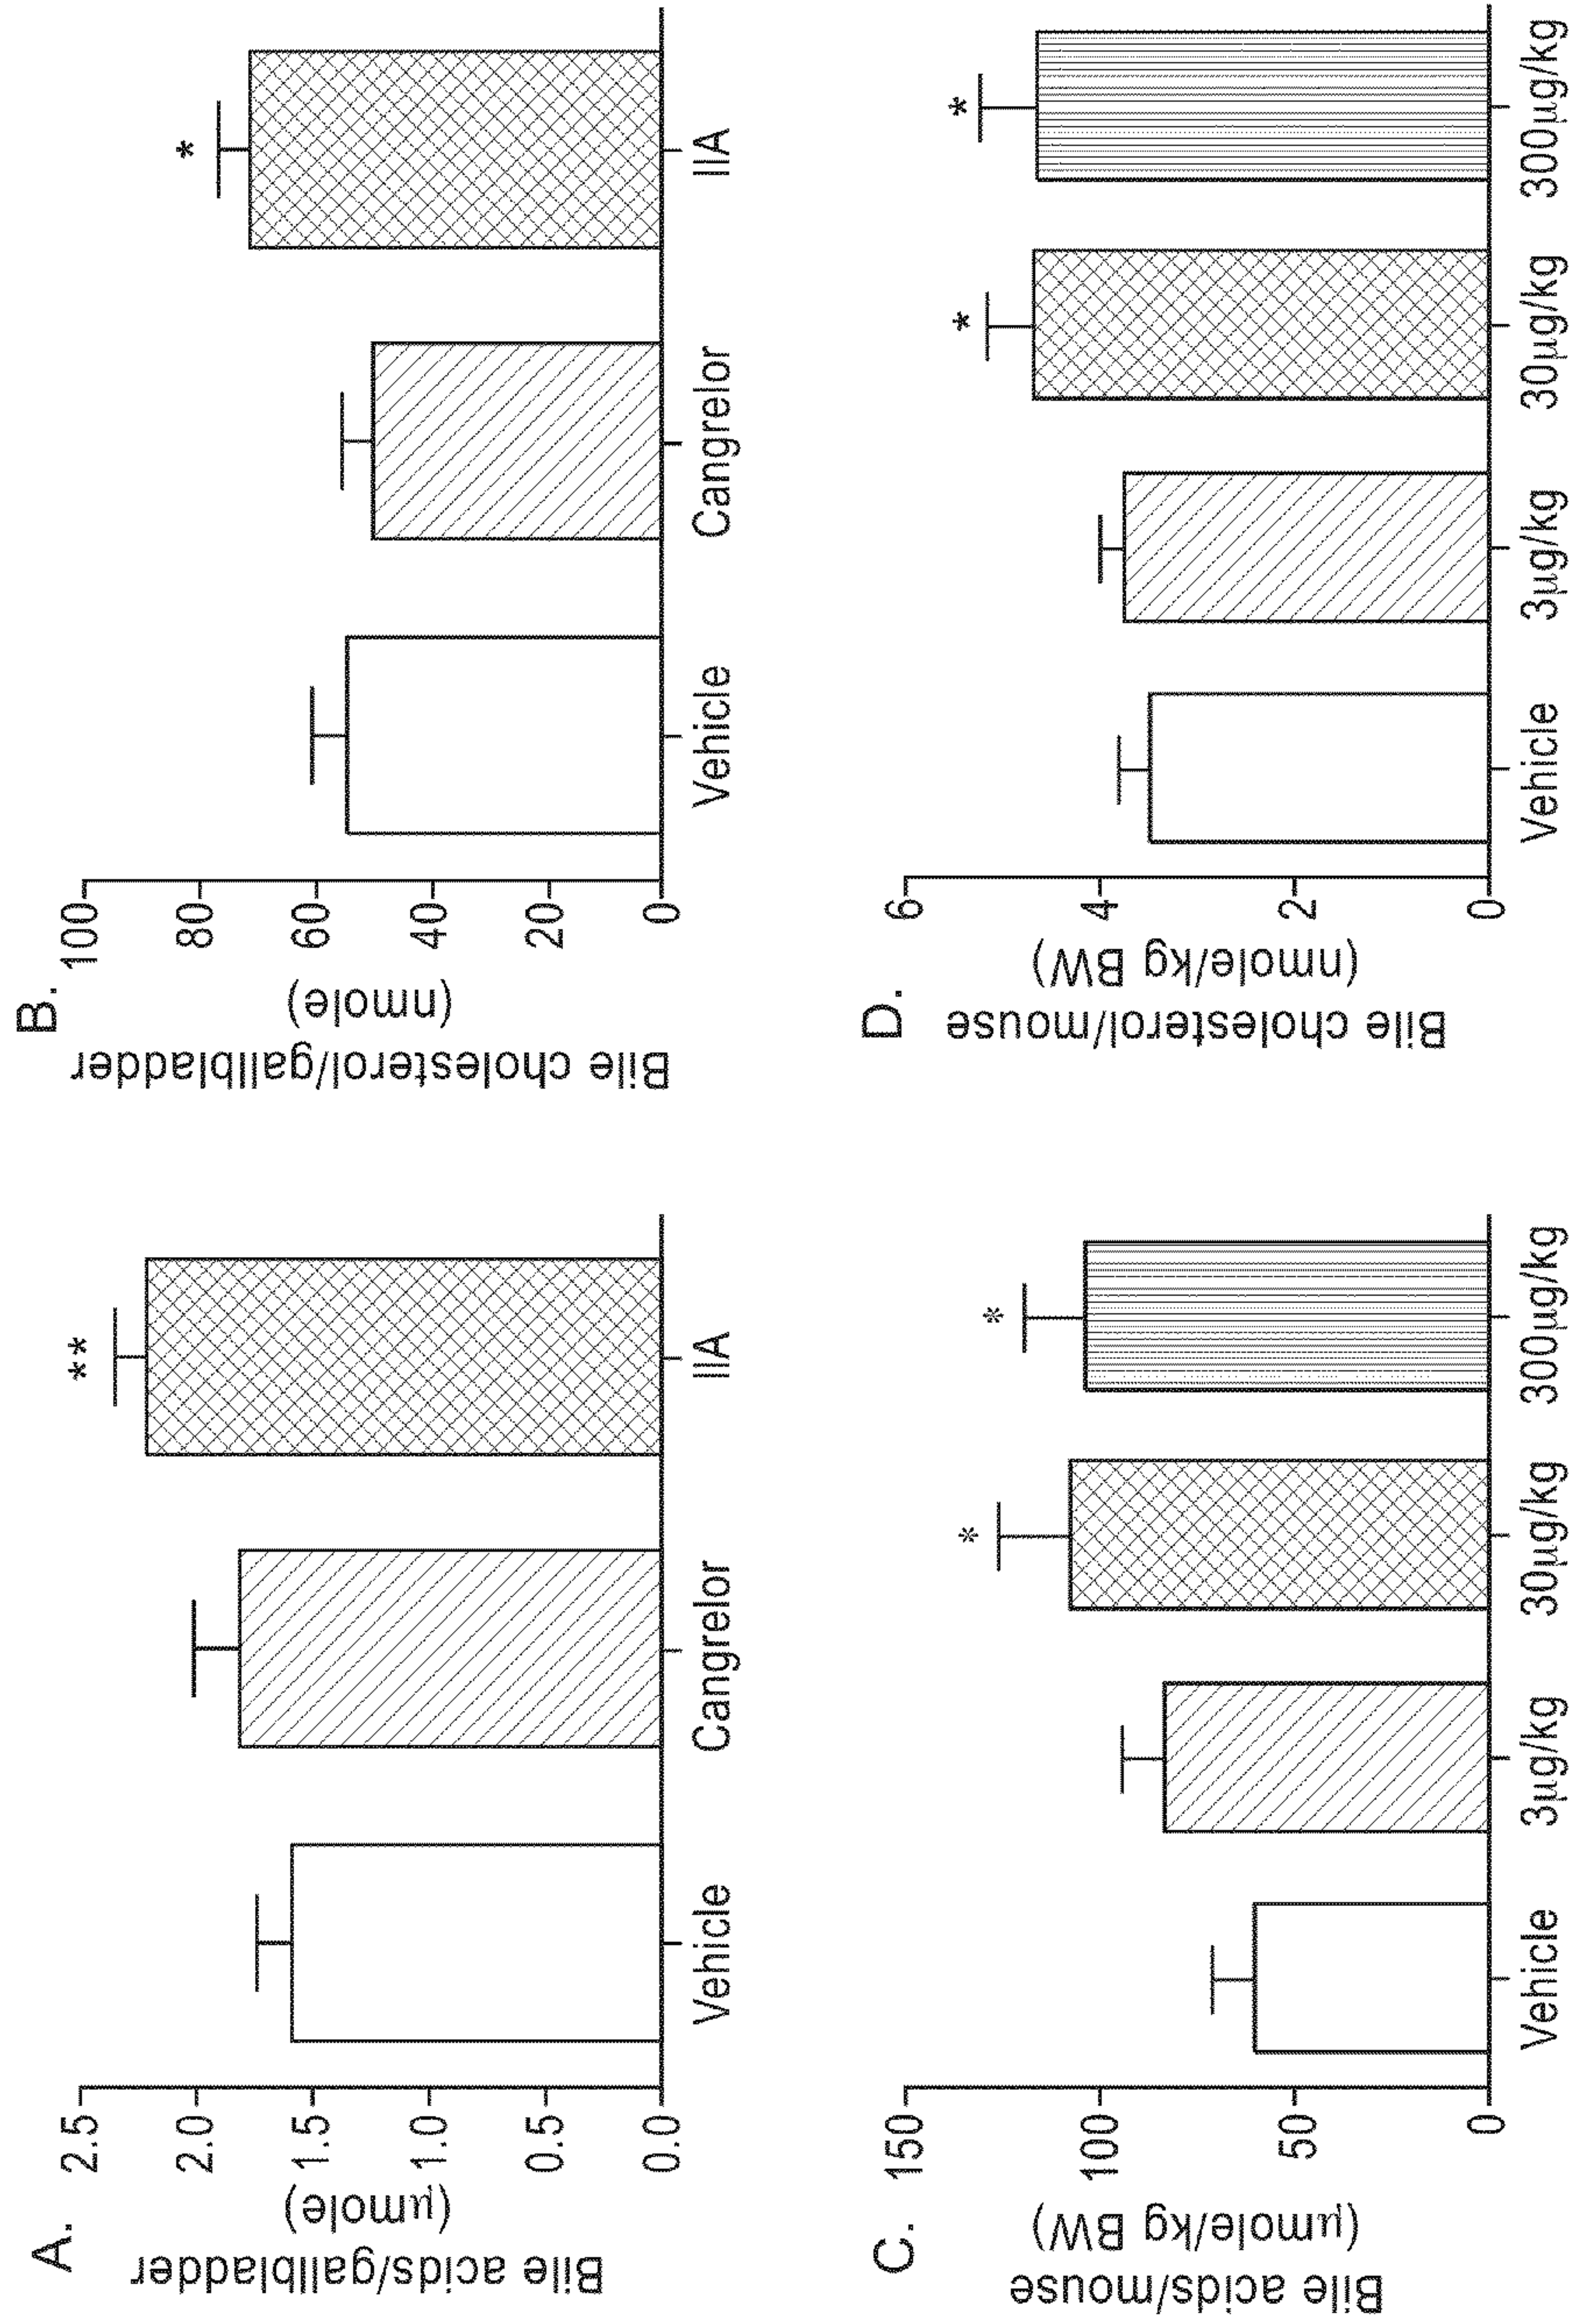 A.
Bile acids/gallbladder
(µmole)
2.5
2.0
1.5
1.0
0.5
0.0
**
Vehicle
Cangrelor
IIA
B.
Bile cholesterol/gallbladder
(nmole)
100
80
60
40
20
0
*
Vehicle
Cangrelor
IIA
C.
Bile acids/mouse
(µmole/kg BW)
150
100
50
0
*
*
Vehicle
3µg/kg
30µg/kg
300µg/kg
D.
Bile cholesterol/mouse
(nmole/kg BW)
6
4
2
0
*
*
Vehicle
3µg/kg
30µg/kg
300µg/kg